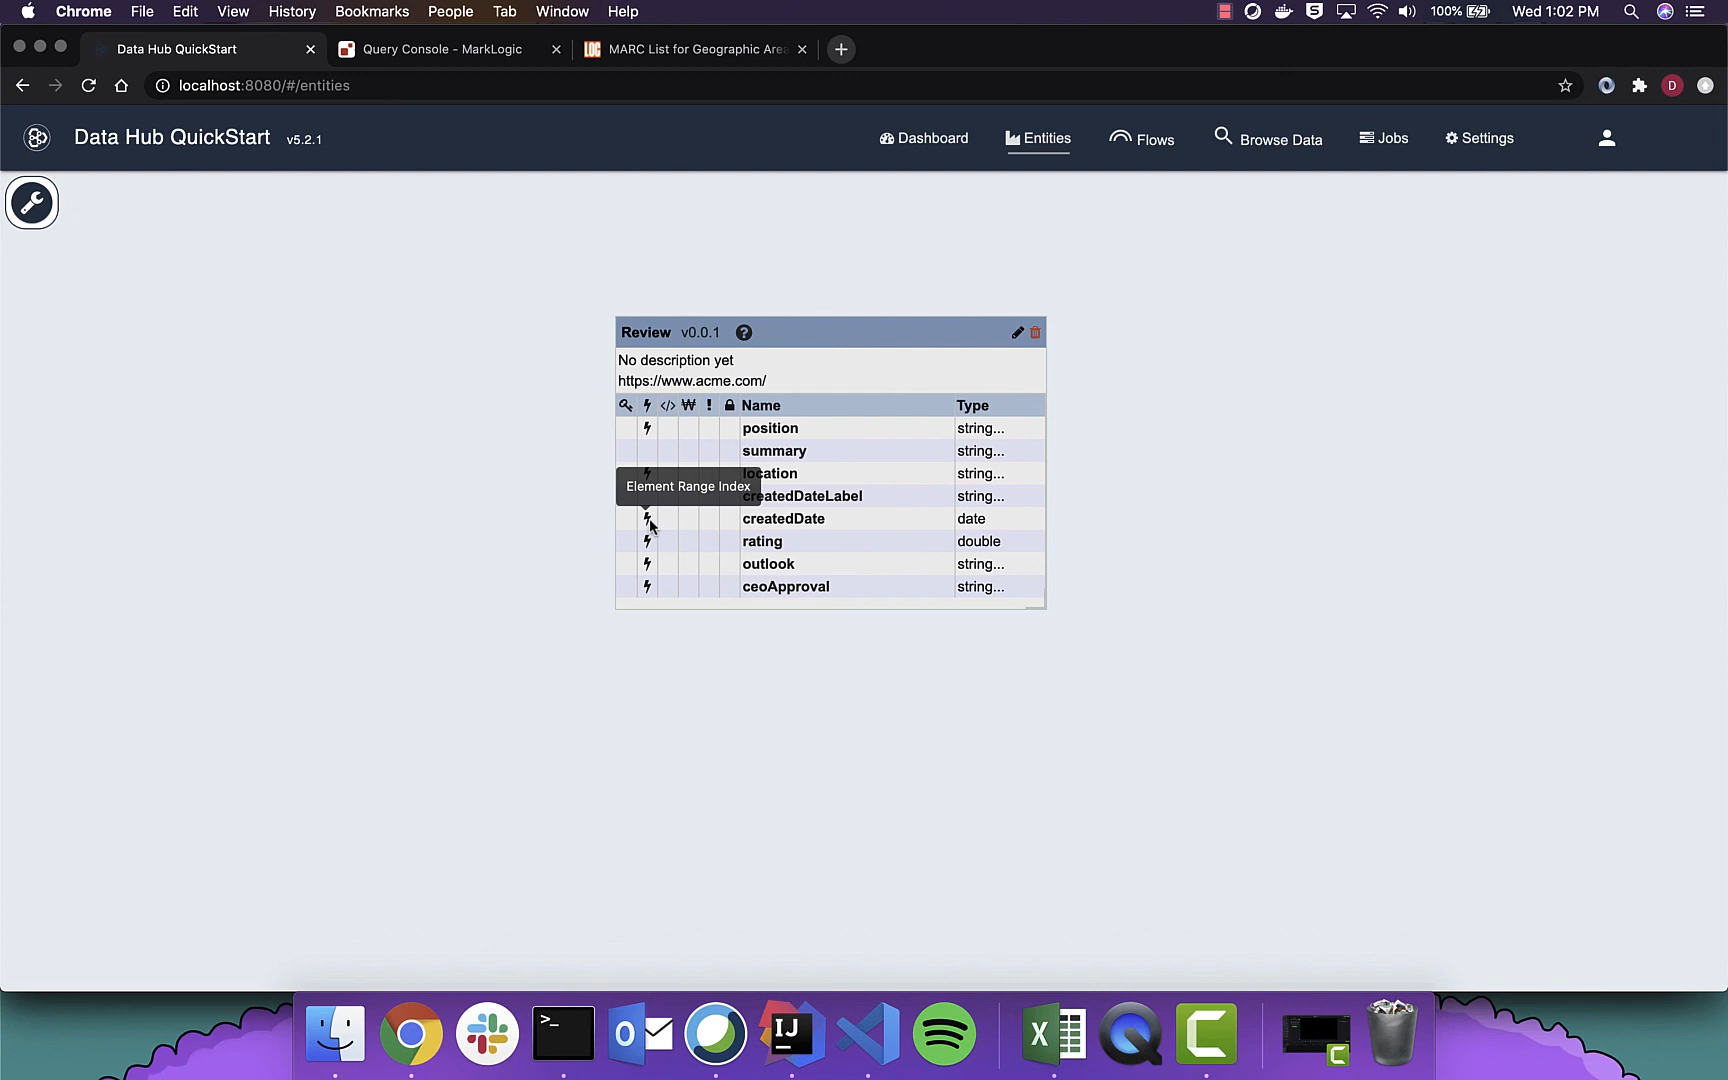 Chrome File Edit View History Bookmarks People Tab Window Help 100% Wed 1:02 PM
Data Hub QuickStart Query Console - MarkLogic LOC MARC List for Geographic Area
localhost:8080/#/entities D
Data Hub QuickStart v5.2.1 Dashboard Entities Flows Browse Data Jobs Settings
Review v0.0.1 ?
No description yet
https://www.acme.com/
</> ₩ ! Name Type
position string...
summary string...
location string...
Element Range Index
createdDateLabel string...
createdDate date
rating double
outlook string...
ceoApproval string...
>_ O IJ X C